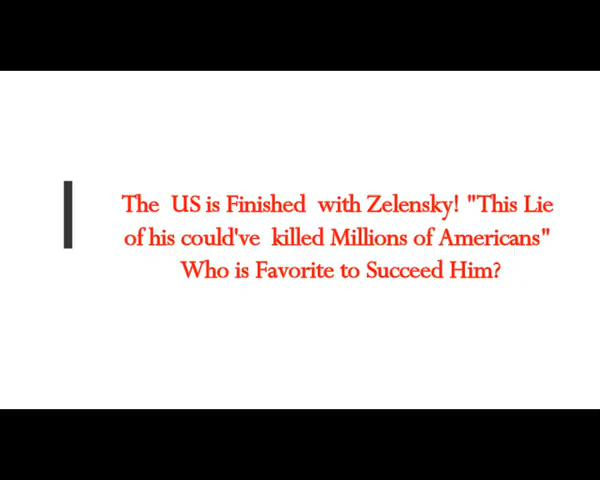 The US is Finished with Zelensky! "This Lie
of his could've killed Millions of Americans"
Who is Favorite to Succeed Him?